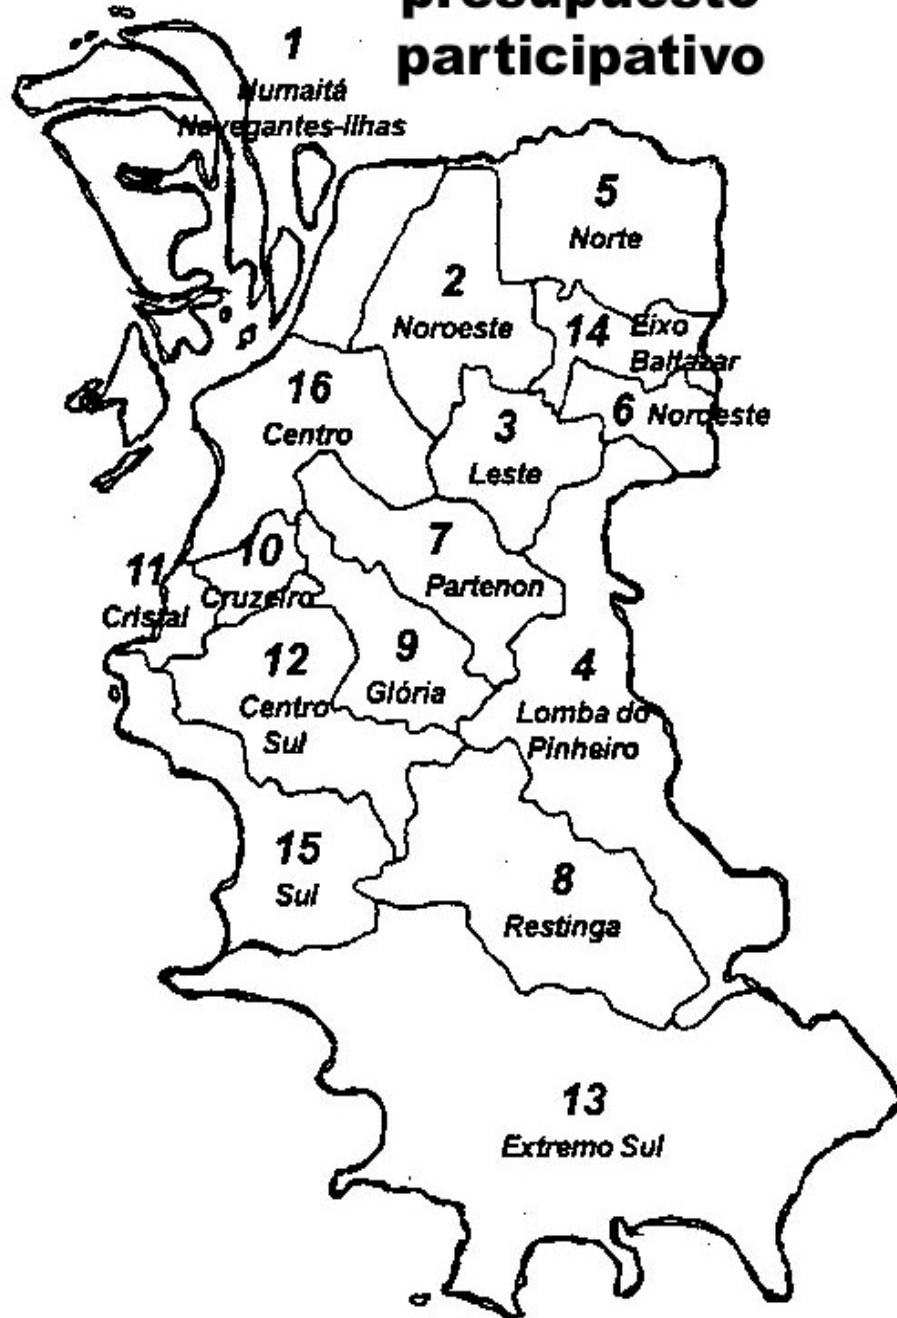 presupuesto
participativo
1
Humaitá
Navegantes-Ilhas
5
Norte
2
Noroeste
14 Eixo
Baltazar
16
Centro
3
Leste
6 Noroeste
7
Partenon
10
Cruzeiro
11
Cristal
9
Glória
12
Centro
Sul
4
Lomba do
Pinheiro
15
Sul
8
Restinga
13
Extremo Sul